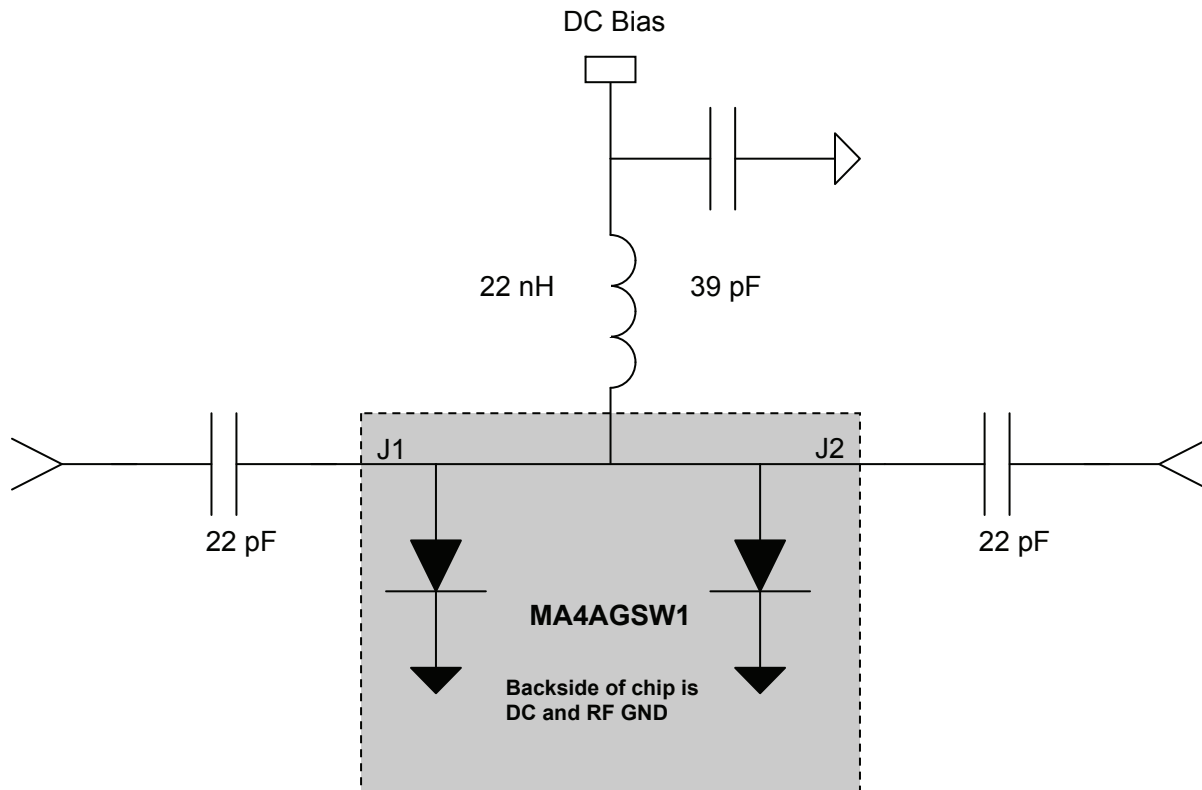 DC Bias
22 nH
39 pF
J1
J2
22 pF
22 pF
MA4AGSW1
Backside of chip is
DC and RF GND